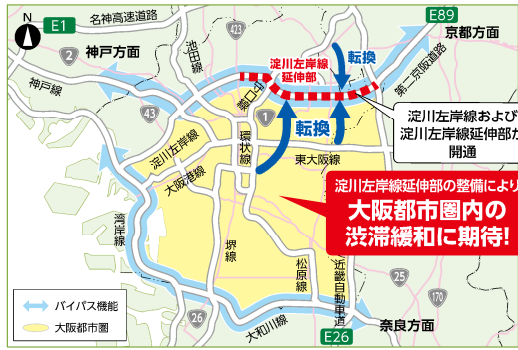 E1
名神高速道路
N
2
神戸方面
池田線
423
E89
京都方面
第二京阪道路
神戸線
43
淀川左岸線
延伸部
転換
守口線
1
転換
淀川左岸線および
淀川左岸線延伸部が
開通
淀川左岸線
環状線
東大阪線
大阪港線
淀川左岸線延伸部の整備により
大阪都市圏内の
渋滞緩和に期待!
湾岸線
堺線
松原線
近畿自動車道
25
170
バイパス機能
大阪都市圏
26
大和川線
E26
奈良方面